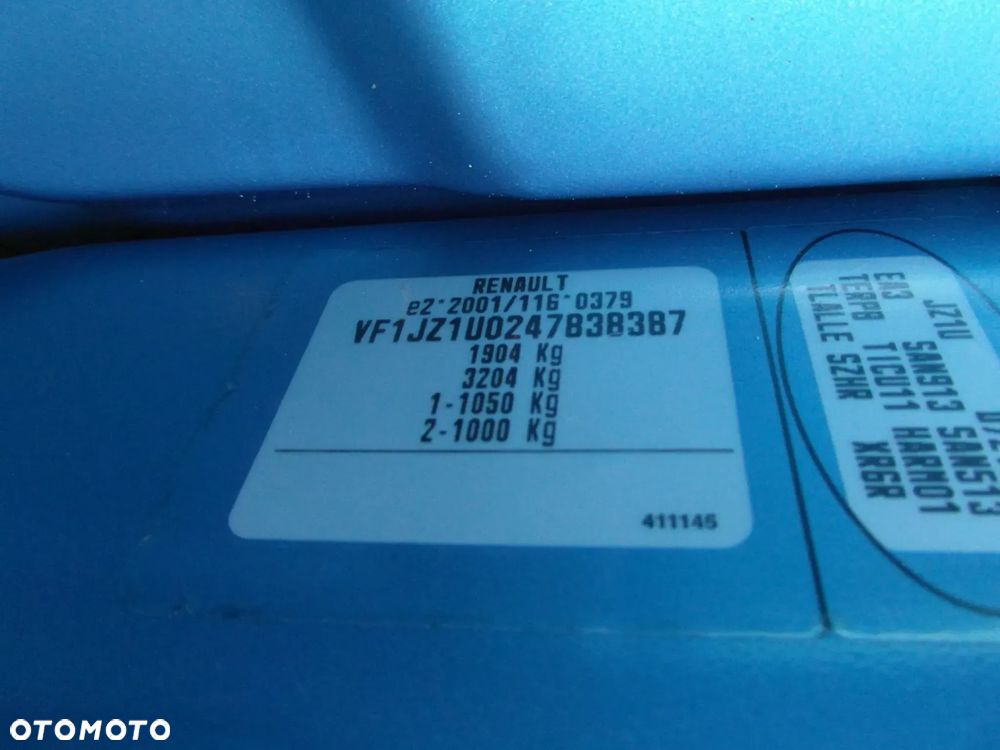 RENAULT
e2*2001/116*0379
VF1JZ1U0247838387
1904 Kg
3204 Kg
1-1050 Kg
2-1000 Kg
411145
JZ1U
EA3 SAN913 SAN513
TERP8 TICU11 HARM01
TLALLE SZHR XR6R
OTOMOTO